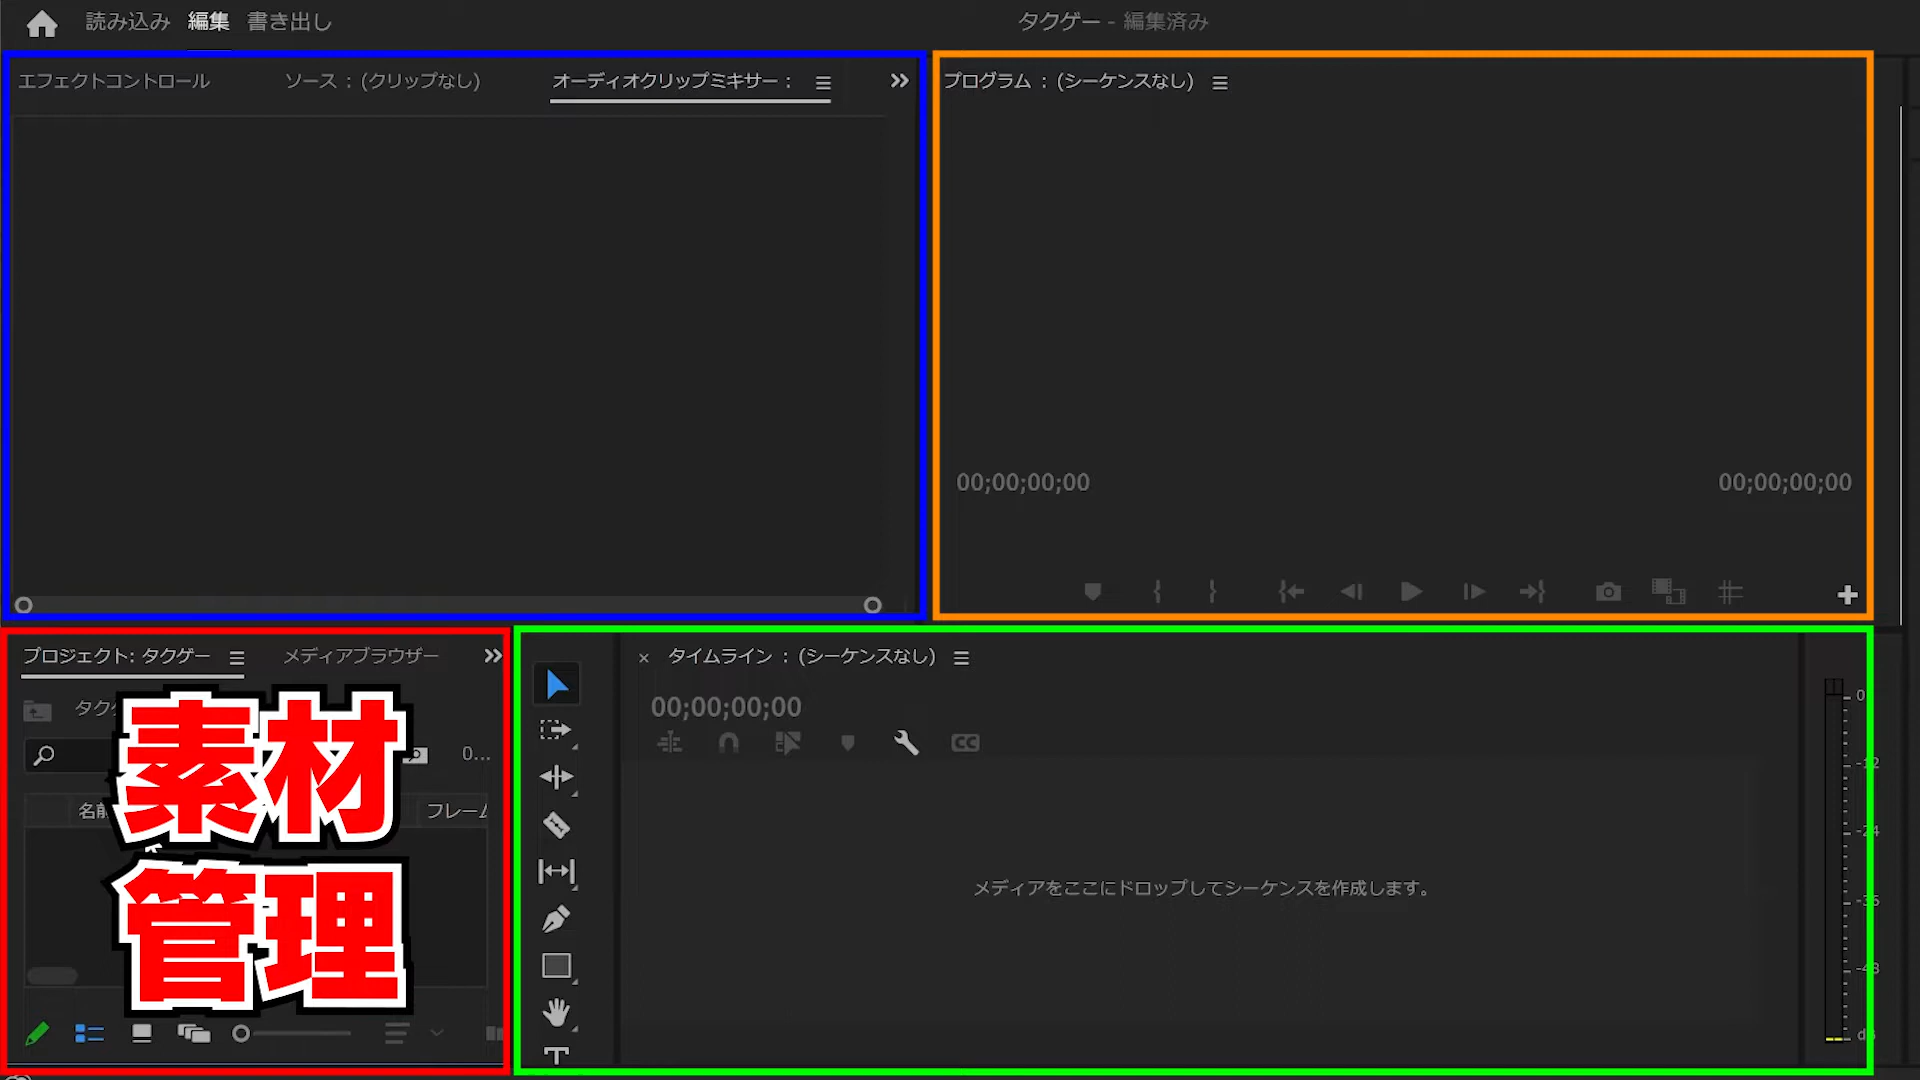 読み込み 編集 書き出し
タクゲー - 編集済み
エフェクトコントロール ソース：(クリップなし) オーディオクリップミキサー：
プログラム：(シーケンスなし)
00;00;00;00 00;00;00;00
プロジェクト: タクゲー メディアブラウザー
0...
名前
素材
管理
タイムライン：(シーケンスなし)
00;00;00;00
CC
メディアをここにドロップしてシーケンスを作成します。
0
-12
-24
-36
-48